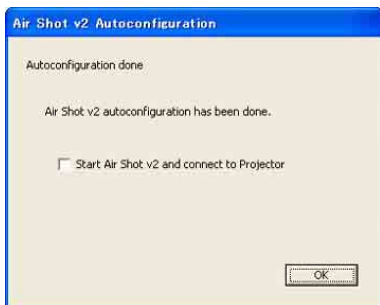 Air Shot v2 Autoconfiguration
Autoconfiguration done
Air Shot v2 autoconfiguration has been done.
Start Air Shot v2 and connect to Projector
OK